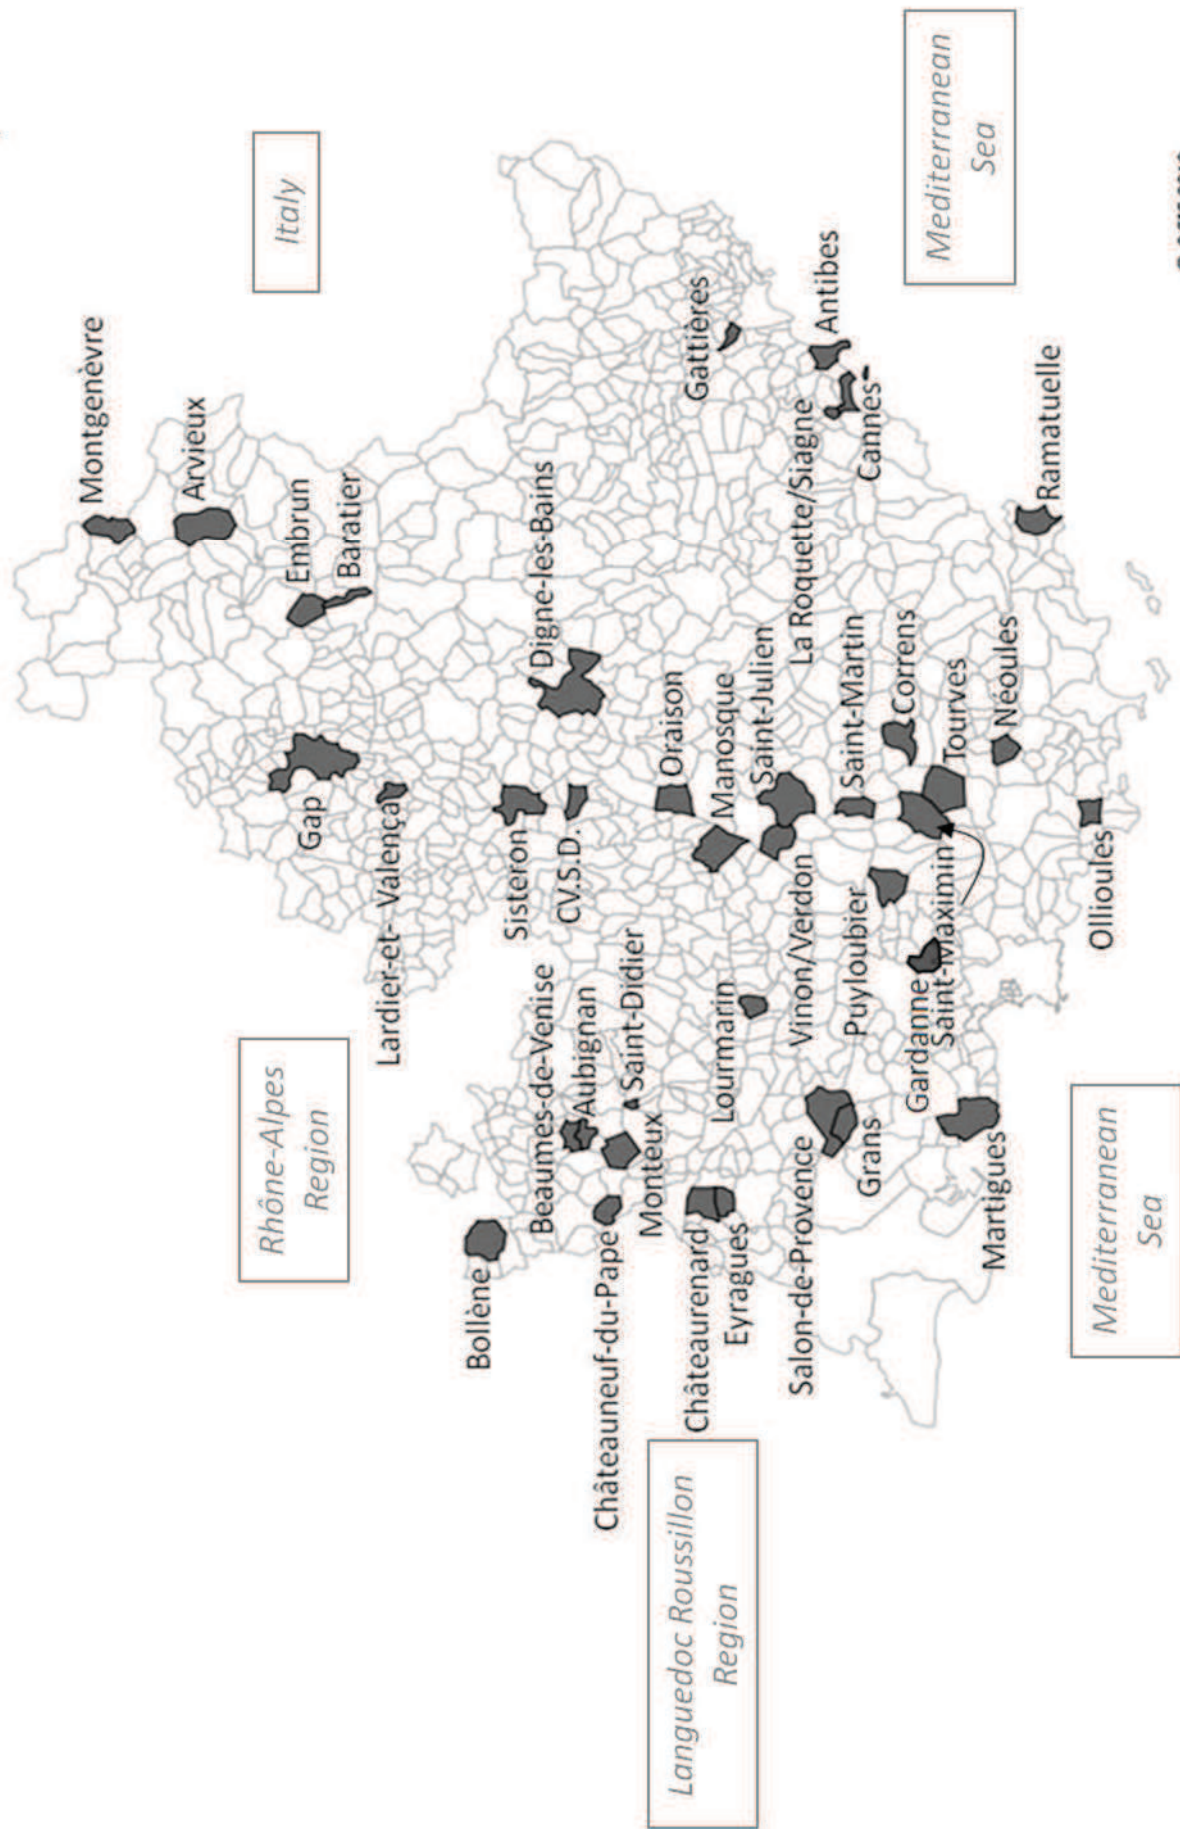 Montgenèvre
Italy
Arvieux
Embrun
Baratier
Gap
Lardier-et- Valença
Rhône-Alpes
Region
Digne-les-Bains
Sisteron
CV.S.D.
Beaumes-de-Venise
Aubignan
Saint-Didier
Bollène
Châteauneuf-du-Pape
Monteux
Oraison
Manosque
Saint-Julien
Gattières
Antibes
Cannes
La Roquette/Siagne
Mediterranean
Sea
Lourmarin
Vinon/Verdon
Châteaurenard
Eyragues
Languedoc Roussillon
Region
Salon-de-Provence
Grans
Puyloubier
Saint-Martin
Correns
Tourves
Gardanne
Saint-Maximin
Martigues
Néoules
Ramatuelle
Ollioules
Mediterranean
Sea